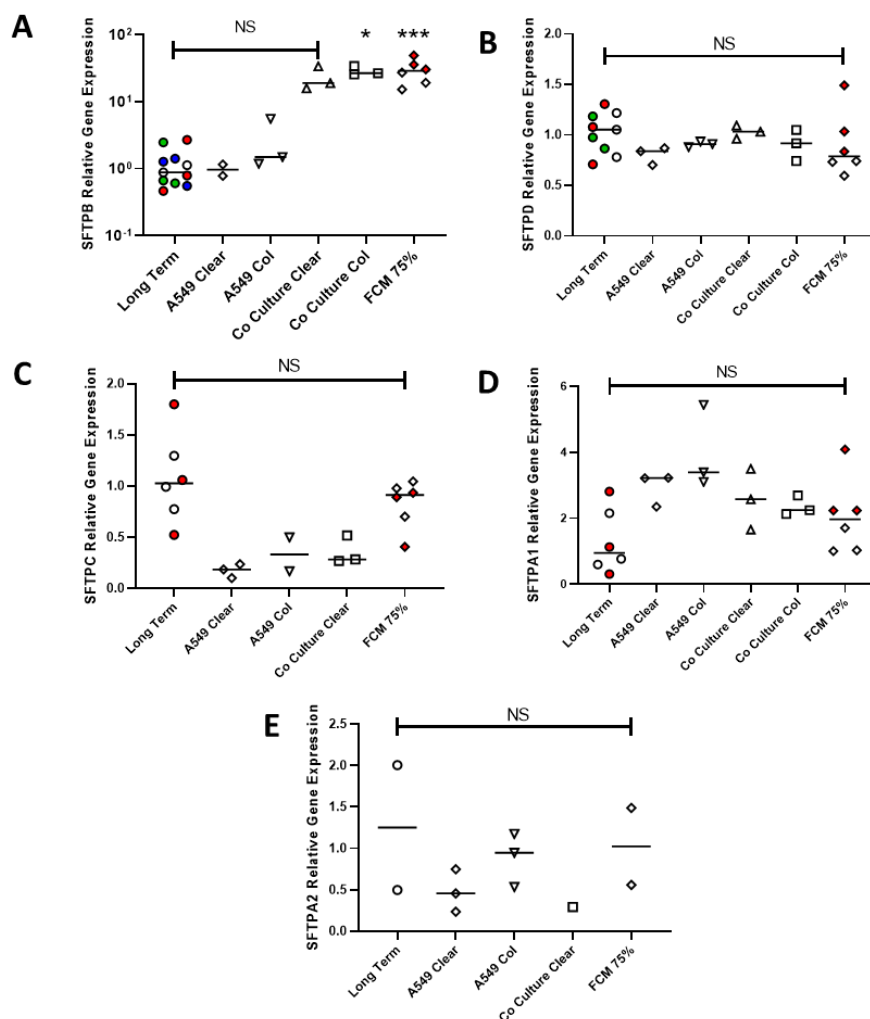 A
SFTPB Relative Gene Expression
10²
10¹
10⁰
10⁻¹
NS
*
***
Long Term
A549 Clear
A549 Col
Co Culture Clear
Co Culture Col
FCM 75%
B
SFTPD Relative Gene Expression
2.0
1.5
1.0
0.5
0.0
NS
Long Term
A549 Clear
A549 Col
Co Culture Clear
Co Culture Col
FCM 75%
C
SFTPC Relative Gene Expression
2.0
1.5
1.0
0.5
0.0
NS
Long Term
A549 Clear
A549 Col
Co Culture Clear
FCM 75%
D
SFTPA1 Relative Gene Expression
6
4
2
0
NS
Long Term
A549 Clear
A549 Col
Co Culture Clear
Co Culture Col
FCM 75%
E
SFTPA2 Relative Gene Expression
2.5
2.0
1.5
1.0
0.5
0.0
NS
Long Term
A549 Clear
A549 Col
Co Culture Clear
FCM 75%